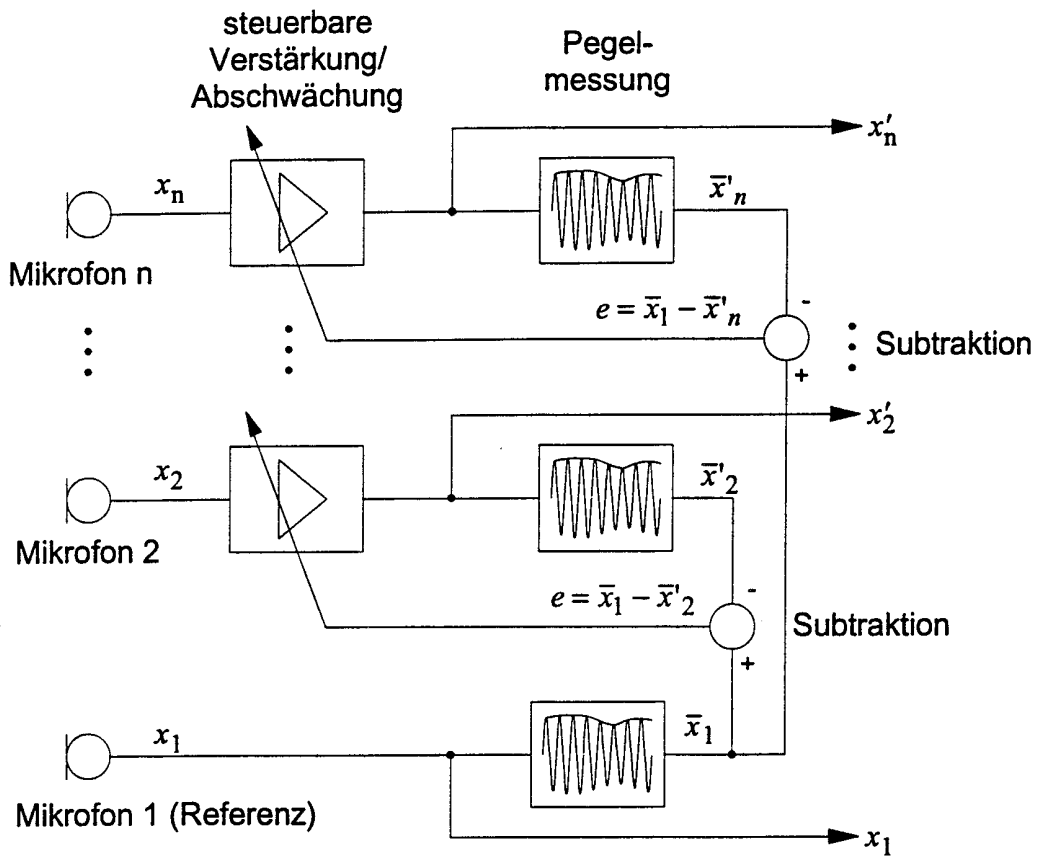 steuerbare
Verstärkung/
Abschwächung
Pegel-
messung
x′n
xn
x̅'n
Mikrofon n
e = x̅1 − x̅'n
-
+
Subtraktion
x′2
x2
x̅'2
Mikrofon 2
e = x̅1 − x̅'2
-
+
Subtraktion
x1
x̅1
Mikrofon 1 (Referenz)
x1